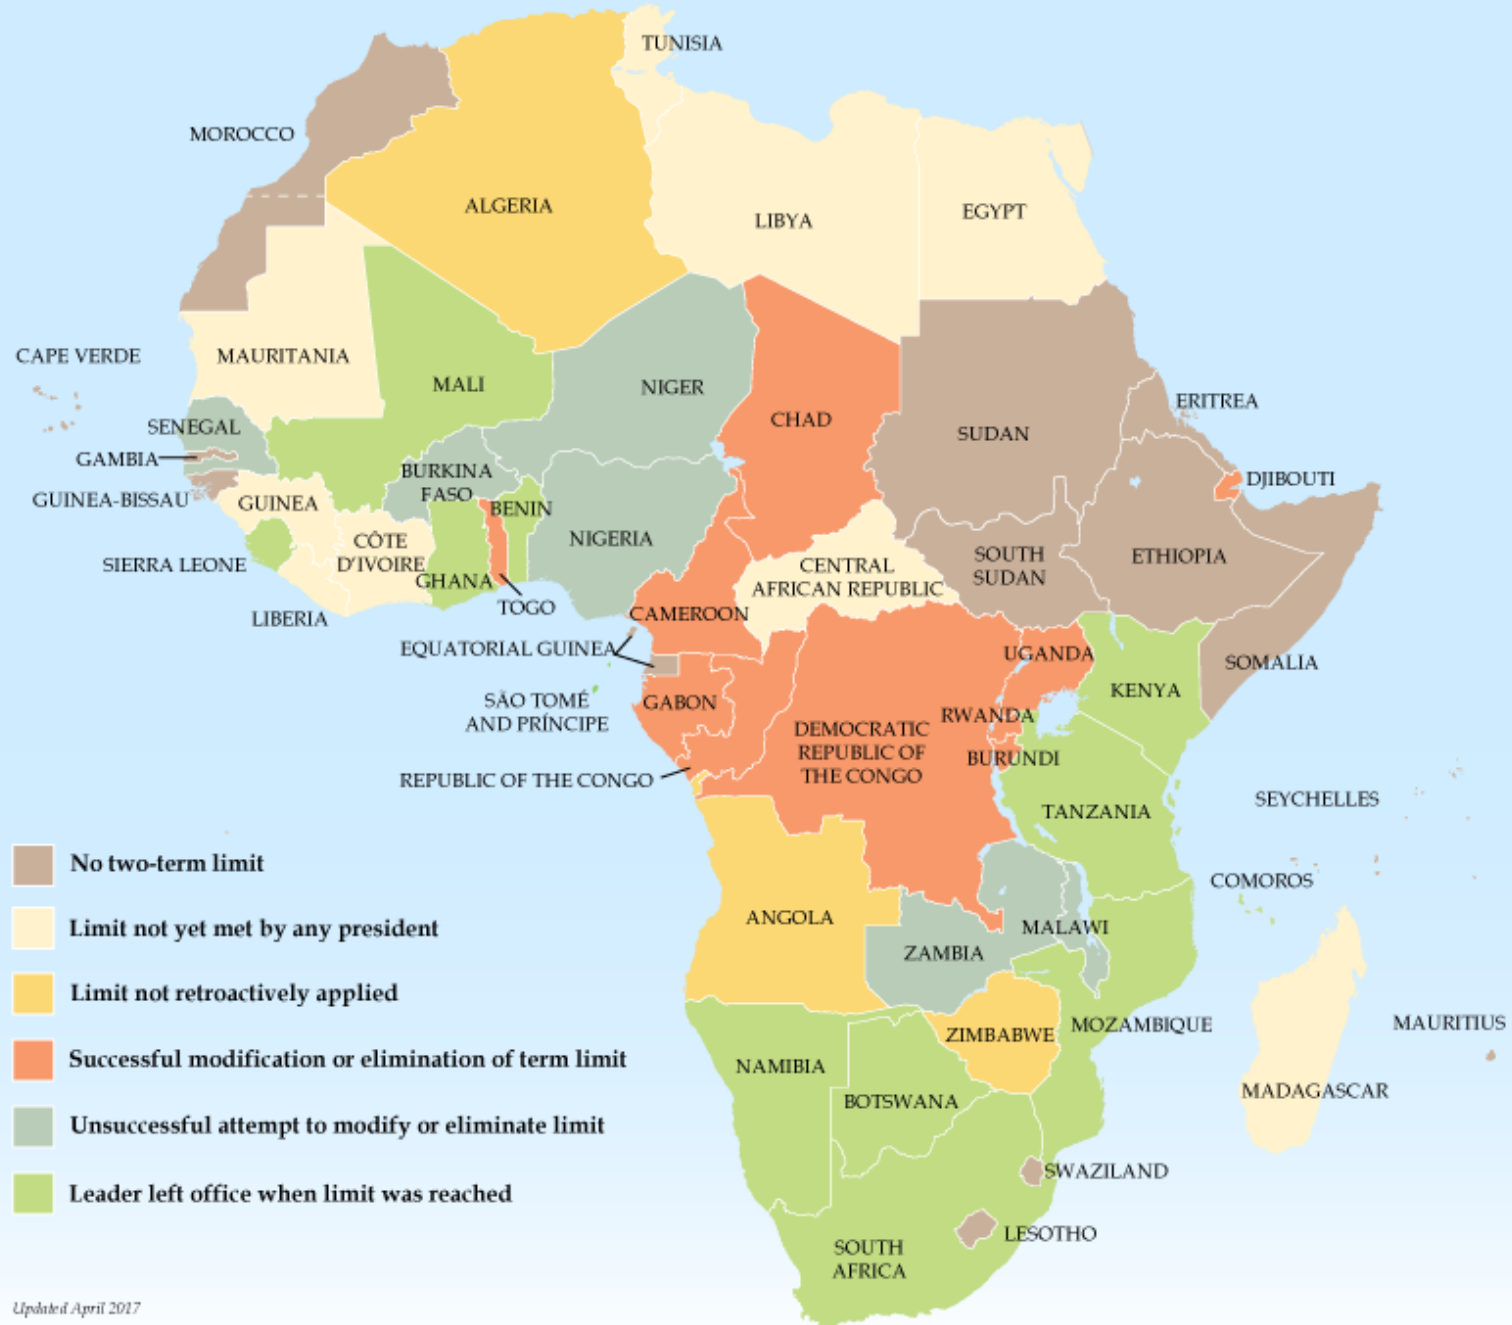 TUNISIA
MOROCCO
ALGERIA
LIBYA
EGYPT
CAPE VERDE
MAURITANIA
MALI
NIGER
CHAD
SUDAN
ERITREA
SENEGAL
GAMBIA
GUINEA-BISSAU
GUINEA
BURKINA
FASO
BENIN
DJIBOUTI
NIGERIA
CÔTE
D'IVOIRE
SIERRA LEONE
GHANA
TOGO
LIBERIA
SOUTH
SUDAN
ETHIOPIA
CENTRAL
AFRICAN REPUBLIC
CAMEROON
EQUATORIAL GUINEA
UGANDA
KENYA
SOMALIA
SÃO TOMÉ
AND PRÍNCIPE
GABON
RWANDA
DEMOCRATIC
REPUBLIC OF
THE CONGO
BURUNDI
REPUBLIC OF THE CONGO
TANZANIA
SEYCHELLES
COMOROS
ANGOLA
MALAWI
ZAMBIA
ZIMBABWE
MOZAMBIQUE
MAURITIUS
NAMIBIA
BOTSWANA
MADAGASCAR
SWAZILAND
LESOTHO
SOUTH
AFRICA
No two-term limit
Limit not yet met by any president
Limit not retroactively applied
Successful modification or elimination of term limit
Unsuccessful attempt to modify or eliminate limit
Leader left office when limit was reached
Updated April 2017